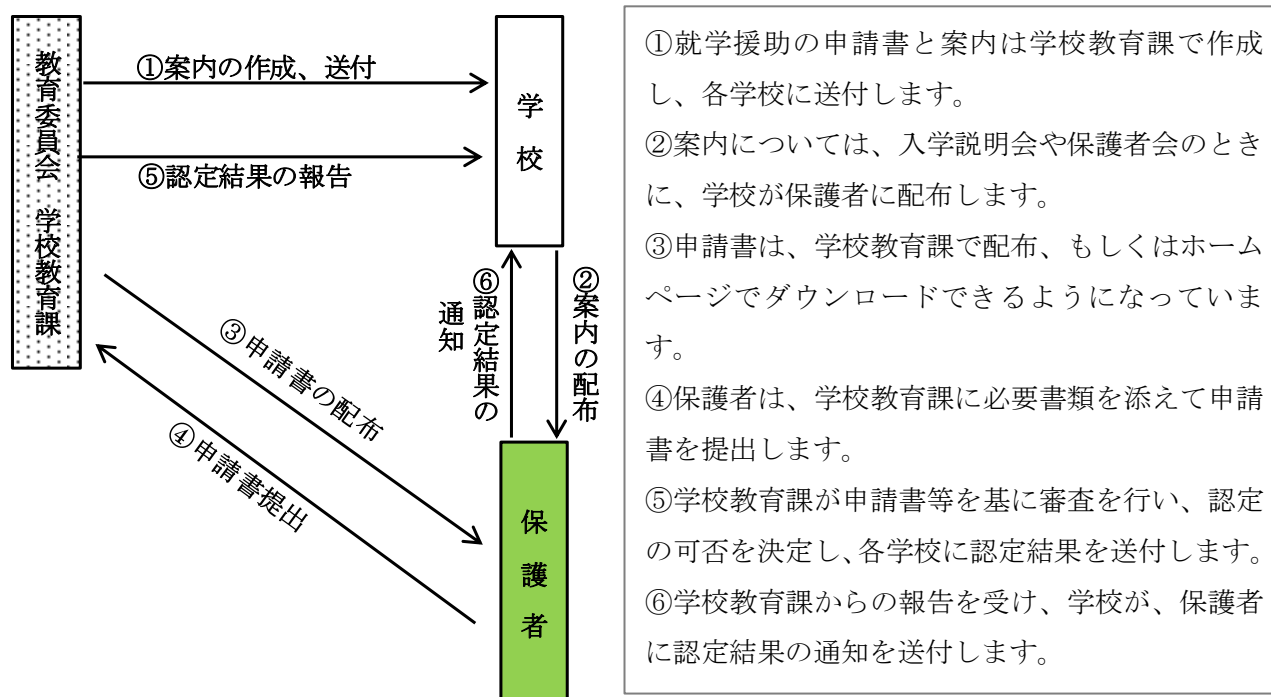 教育委員会 学校教育課
①案内の作成、送付
⑤認定結果の報告
学校
⑥認定結果の
通知
②案内の配布
③申請書の配布
④申請書提出
保護者
①就学援助の申請書と案内は学校教育課で作成
し、各学校に送付します。
②案内については、入学説明会や保護者会のとき
に、学校が保護者に配布します。
③申請書は、学校教育課で配布、もしくはホーム
ページでダウンロードできるようになっていま
す。
④保護者は、学校教育課に必要書類を添えて申請
書を提出します。
⑤学校教育課が申請書等を基に審査を行い、認定
の可否を決定し、各学校に認定結果を送付します。
⑥学校教育課からの報告を受け、学校が、保護者
に認定結果の通知を送付します。